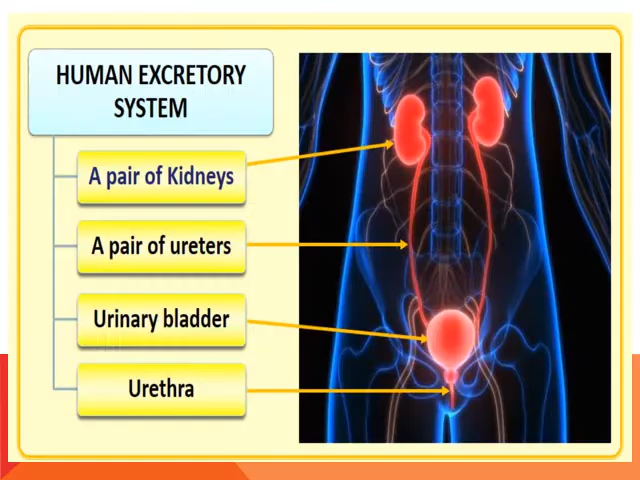 HUMAN EXCRETORY
SYSTEM
A pair of Kidneys
A pair of ureters
Urinary bladder
Urethra